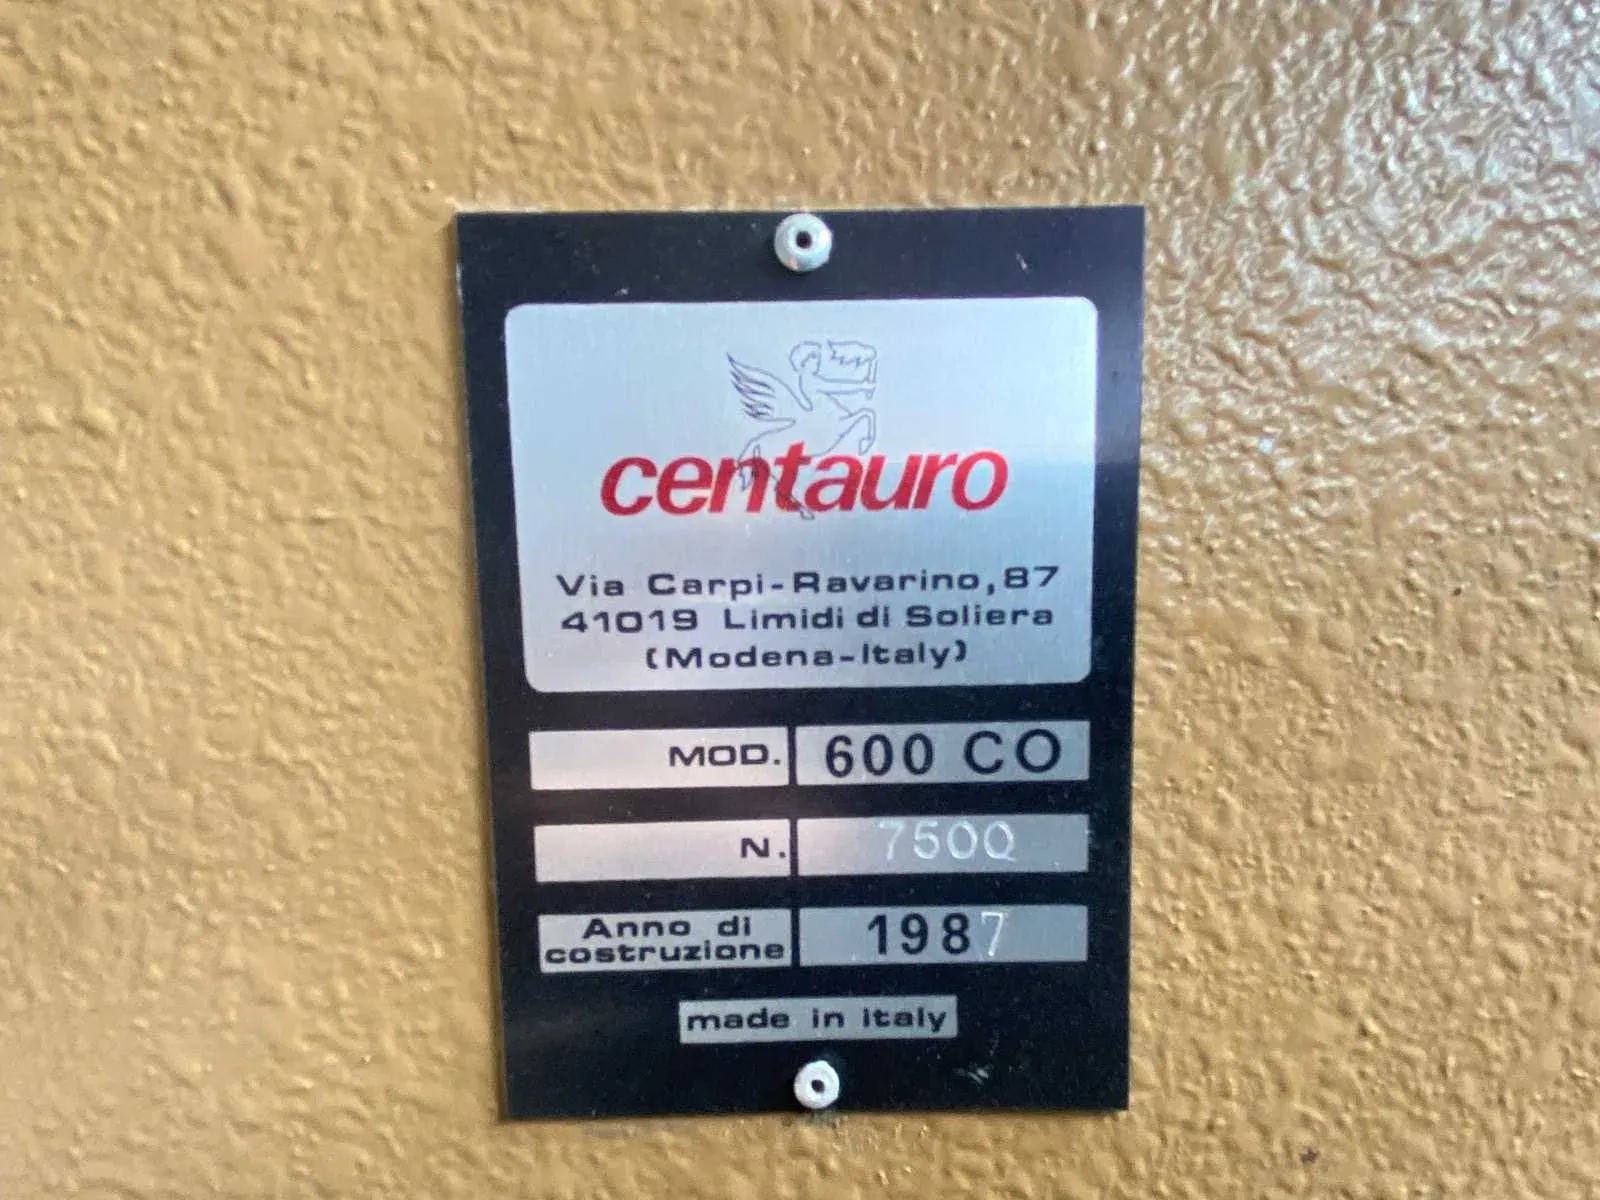 centauro
Via Carpi-Ravarino,87
41019 Limidi di Soliera
(Modena-Italy)
MOD. 600 CO
N. 7500
Anno di
costruzione 1987
made in italy